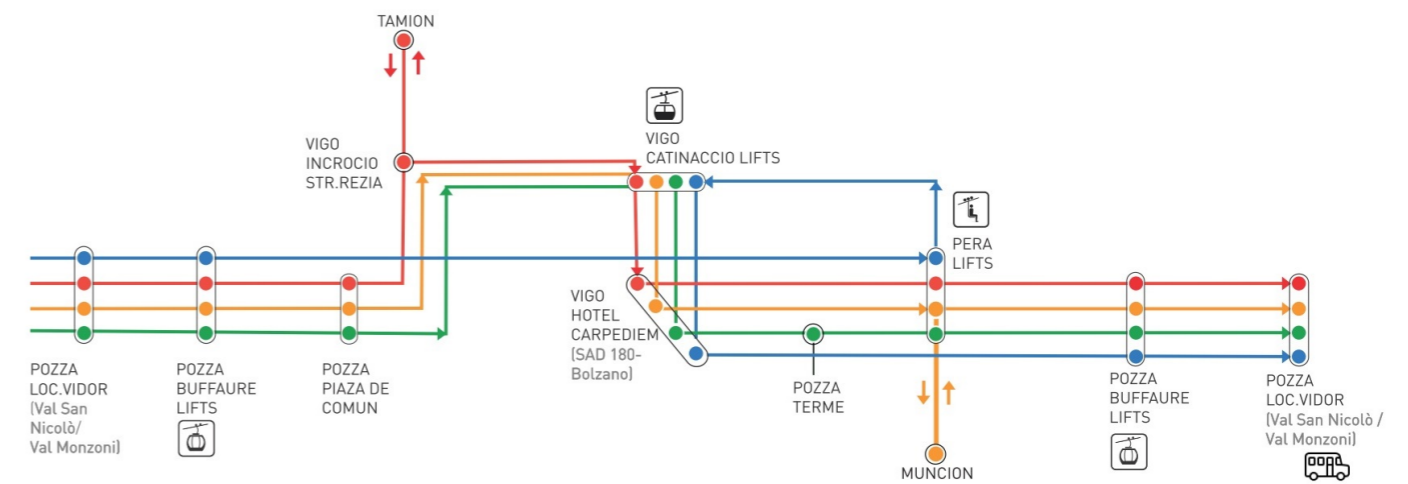 TAMION
VIGO
INCROCIO
STR.REZIA
VIGO
CATINACCIO LIFTS
PERA
LIFTS
VIGO
HOTEL
CARPEDIEM
(SAD 180-
Bolzano)
POZZA
LOC.VIDOR
(Val San
Nicolò/
Val Monzoni)
POZZA
BUFFAURE
LIFTS
POZZA
PIAZA DE
COMUN
POZZA
TERME
MUNCION
POZZA
BUFFAURE
LIFTS
POZZA
LOC.VIDOR
(Val San Nicolò /
Val Monzoni)